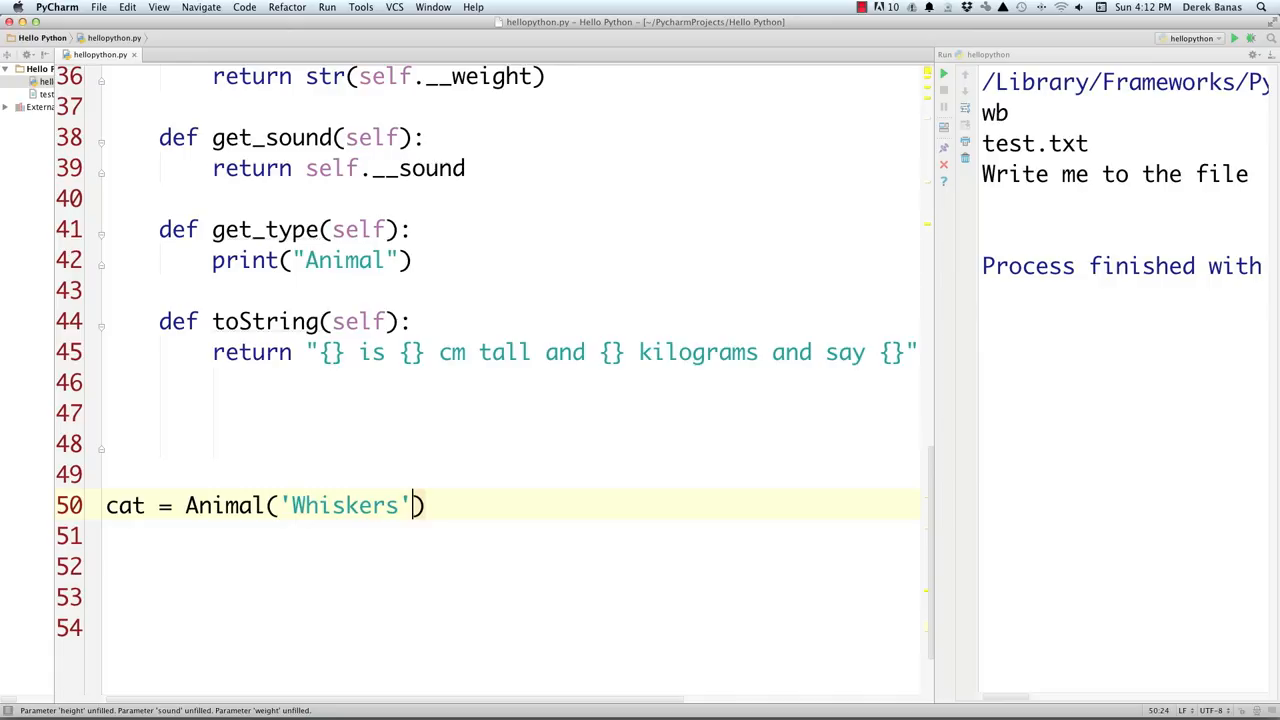 PyCharm File Edit View Navigate Code Refactor Run Tools VCS Window Help 10 8 Sun 4:12 PM Derek Banas
hellopython.py – Hello Python – [~/PycharmProjects/Hello Python]
Hello Python hellopython.py hellopython
hellopython.py
Run hellopython
Hello F
hell
test
Extern
36 return str(self.__weight)
37
38 def get_sound(self):
39 return self.__sound
40
41 def get_type(self):
42 print("Animal")
43
44 def toString(self):
45 return "{} is {} cm tall and {} kilograms and say {}"
46
47
48
49
50 cat = Animal('Whiskers')
51
52
53
54
/Library/Frameworks/Py
wb
test.txt
Write me to the file
Process finished with
Parameter 'height' unfilled. Parameter 'sound' unfilled. Parameter 'weight' unfilled.
50:24 LF UTF-8